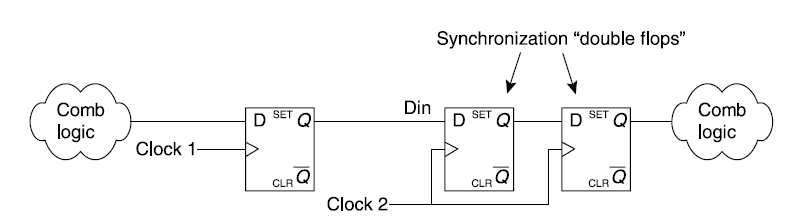 Synchronization “double flops”
Comb
logic
Clock 1
D SET Q
CLR Q̅
Din
D SET Q
CLR Q̅
D SET Q
CLR Q̅
Comb
logic
Clock 2